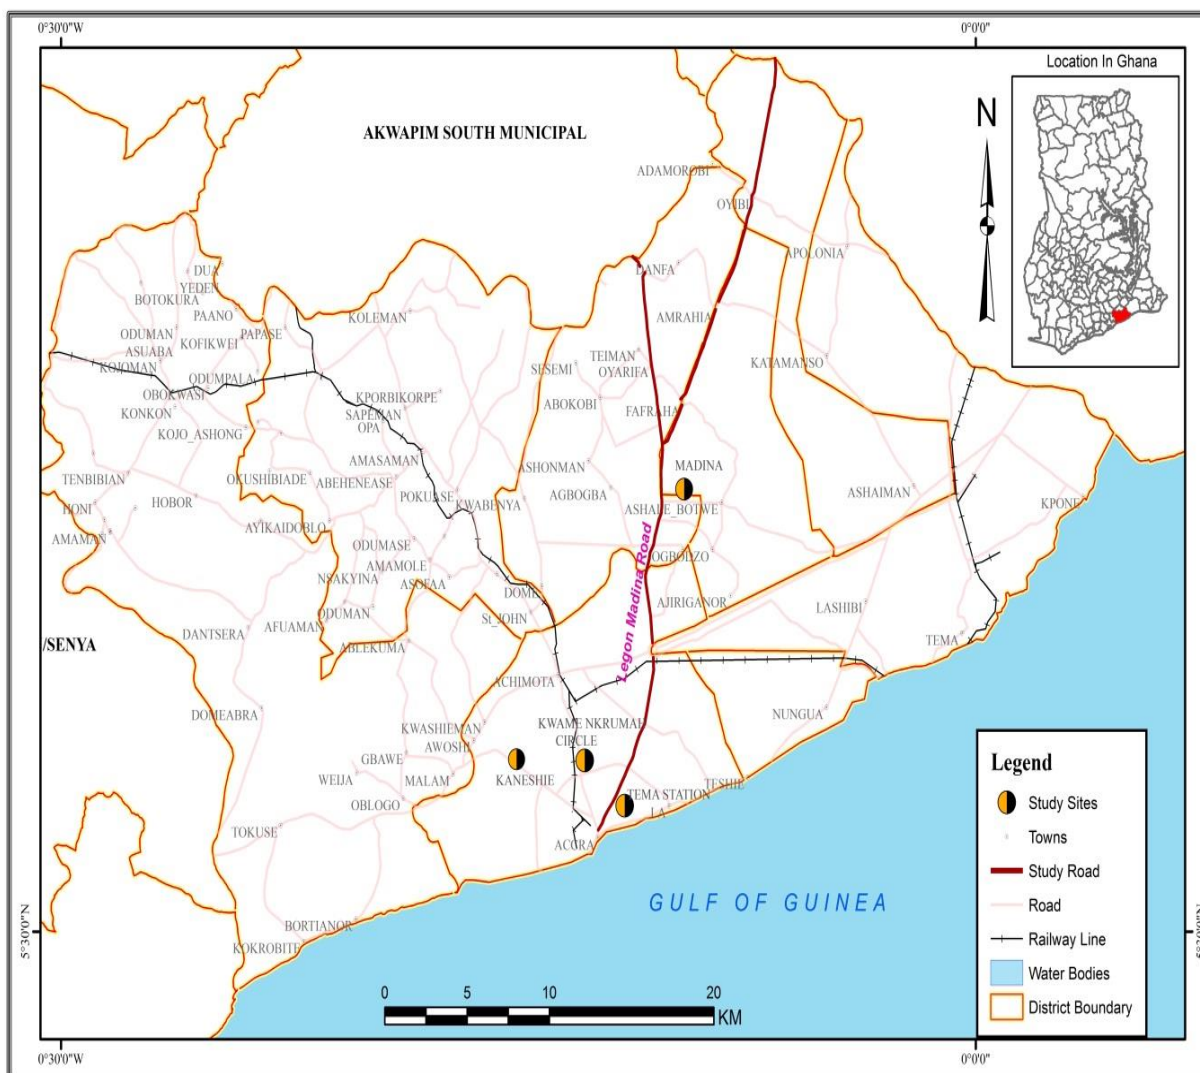 0°30'0"W
0°0'0"
Location In Ghana
N
AKWAPIM SOUTH MUNICIPAL
ADAMOROBI
OYIBI
APOLONIA
DANFA
DUA
YEDEN
BOTOKURA
PAANO
KOLEMAN
AMRAHIA
ODUMAN
PAPASE
ASUABA
KOFIKWEI
KOJOMAN
TEIMAN
OYARIFA
SESEMI
KATAMANSO
ODUMPALA
OBOKWASI
KPORBIKORPE
ABOKOBI
FAFRAHA
KONKON
SAPEMAN
OPA
KOJO_ASHONG
AMASAMAN
ASHONMAN
MADINA
TENBIBIAN
OKUSHIBIADE
ABEHENEASE
POKUASE
KWABENYA
AGBOGBA
ASHALE_BOTWE
ASHAIMAN
KPONE
HOBOR
HONI
AYIKAIDOBLO
AMAMAN
ODUMASE
AMAMOLE
OGBODZO
NSAKYINA
ASOFAA
DOME
AJIRIGANOR
LASHIBI
ODUMAN
St_JOHN
AFUAMAN
DANTSERA
ABLEKUMA
TEMA
/SENYA
Legon Madina Road
ACHIMOTA
DOMEABRA
NUNGUA
KWASHIEMAN
KWAME NKRUMAH
CIRCLE
AWOSHI
GBAWE
WEIJA
MALAM
KANESHIE
TESHIE
OBLOGO
TEMA STATION
LA
TOKUSE
ACCRA
GULF OF GUINEA
BORTIANOR
KOKROBITE
5°30'0"N
5°30'0"N
0
5
10
20
KM
Legend
Study Sites
Towns
Study Road
Road
Railway Line
Water Bodies
District Boundary
0°30'0"W
0°0'0"